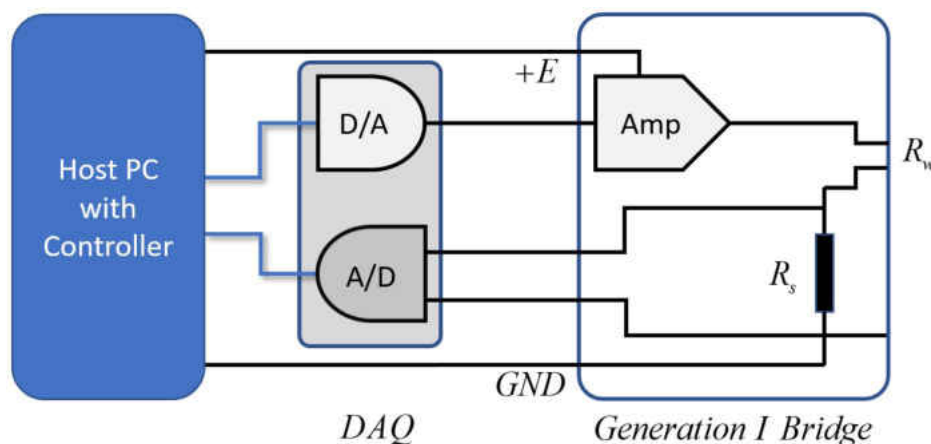 +E
D/A
Amp
R_w
Host PC
with
Controller
A/D
R_s
GND
DAQ
Generation I Bridge